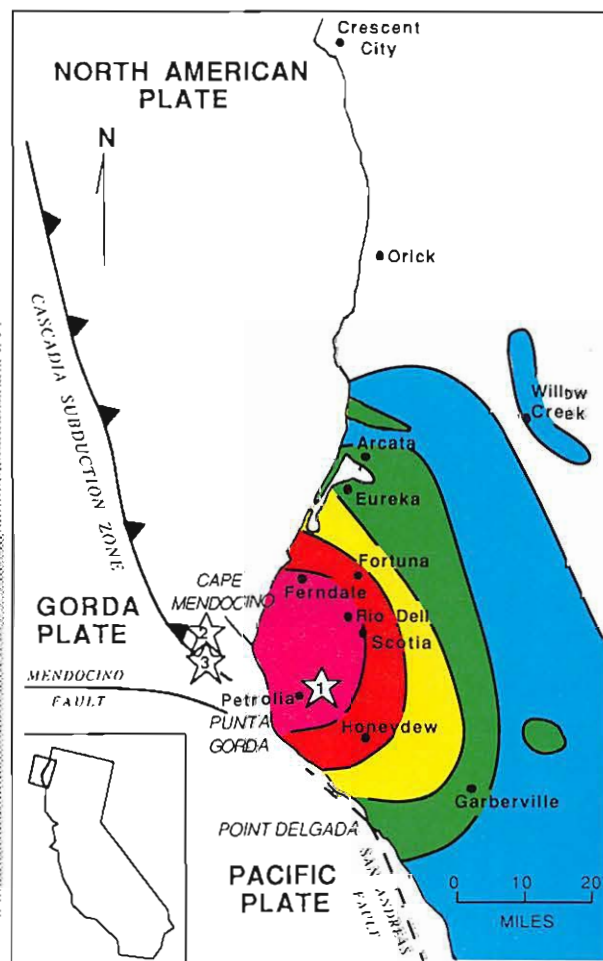 Crescent
City
NORTH AMERICAN
PLATE
N
Orick
CASCADIA SUBDUCTION ZONE
Willow
Creek
Arcata
Eureka
Fortuna
CAPE
MENDOCINO
Ferndale
Rio Dell
Scotia
GORDA
PLATE
2
3
1
MENDOCINO
FAULT
Petrolia
PUNTA
GORDA
Honeydew
Garberville
POINT DELGADA
SAN ANDREAS
FAULT
PACIFIC
PLATE
0 10 20
MILES